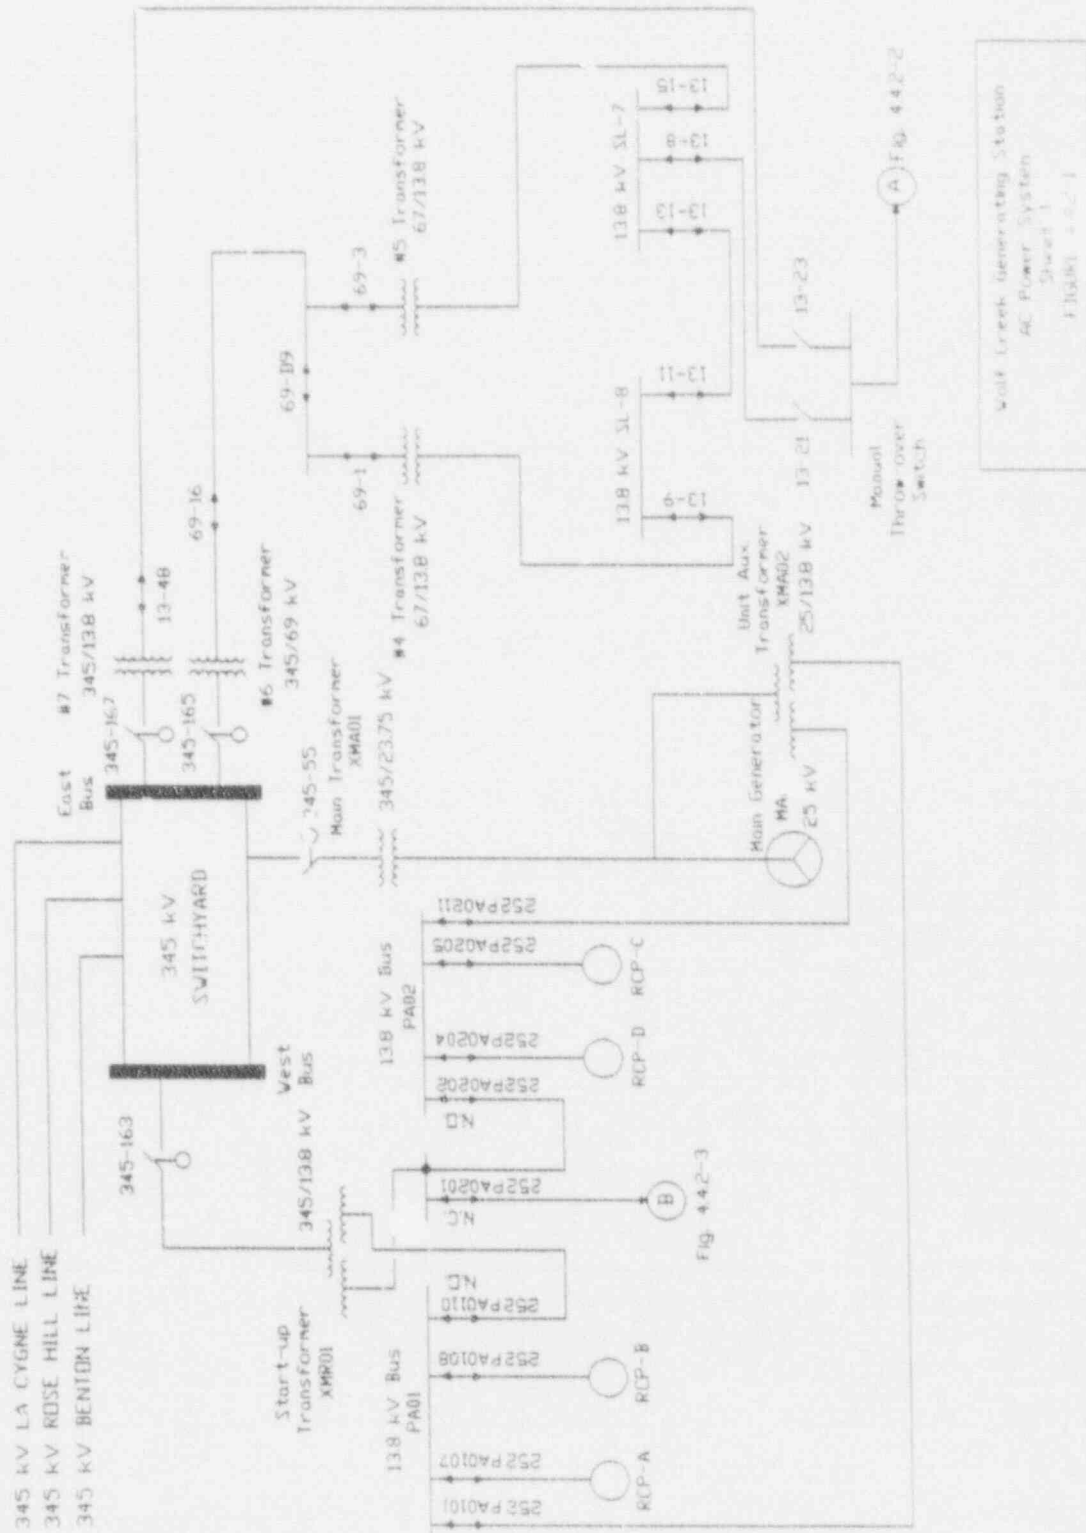 345 kV LA CYGNE LINE
345 kV ROSE HILL LINE
345 kV BENTON LINE
345 kV
SWITCHYARD
East
Bus
West
Bus
345-163
345-167
345-165
#7 Transformer
345/13.8 kV
13-48
69-16
#6 Transformer
345/69 kV
345-55
Main Transformer
XMA01
345/23.75 kV
69-B9
69-3
69-1
#5 Transformer
67/13.8 kV
#4 Transformer
67/13.8 kV
13.8 kV SL-7
13-15
13-8
13-13
13.8 kV SL-8
13-11
13-9
13-23
13-21
Manual
Throw over
Switch
A
Fig. 4.4.2-2
Unit Aux
Transformer
XMA02
25/13.8 kV
Main Generator
MA
25 kV
Start-up
Transformer
XMR01
345/13.8 kV
13.8 kV Bus
PA02
252PA0211
252PA0205
252PA0204
252PA0202
N.O.
RCP-C
RCP-D
252PA0201
N.C.
B
Fig. 4.4.2-3
13.8 kV Bus
PA01
N.O.
252PA0110
252PA0108
252PA0107
252PA0101
RCP-B
RCP-A
Wolf Creek Generating Station
AC Power System
Sheet 1